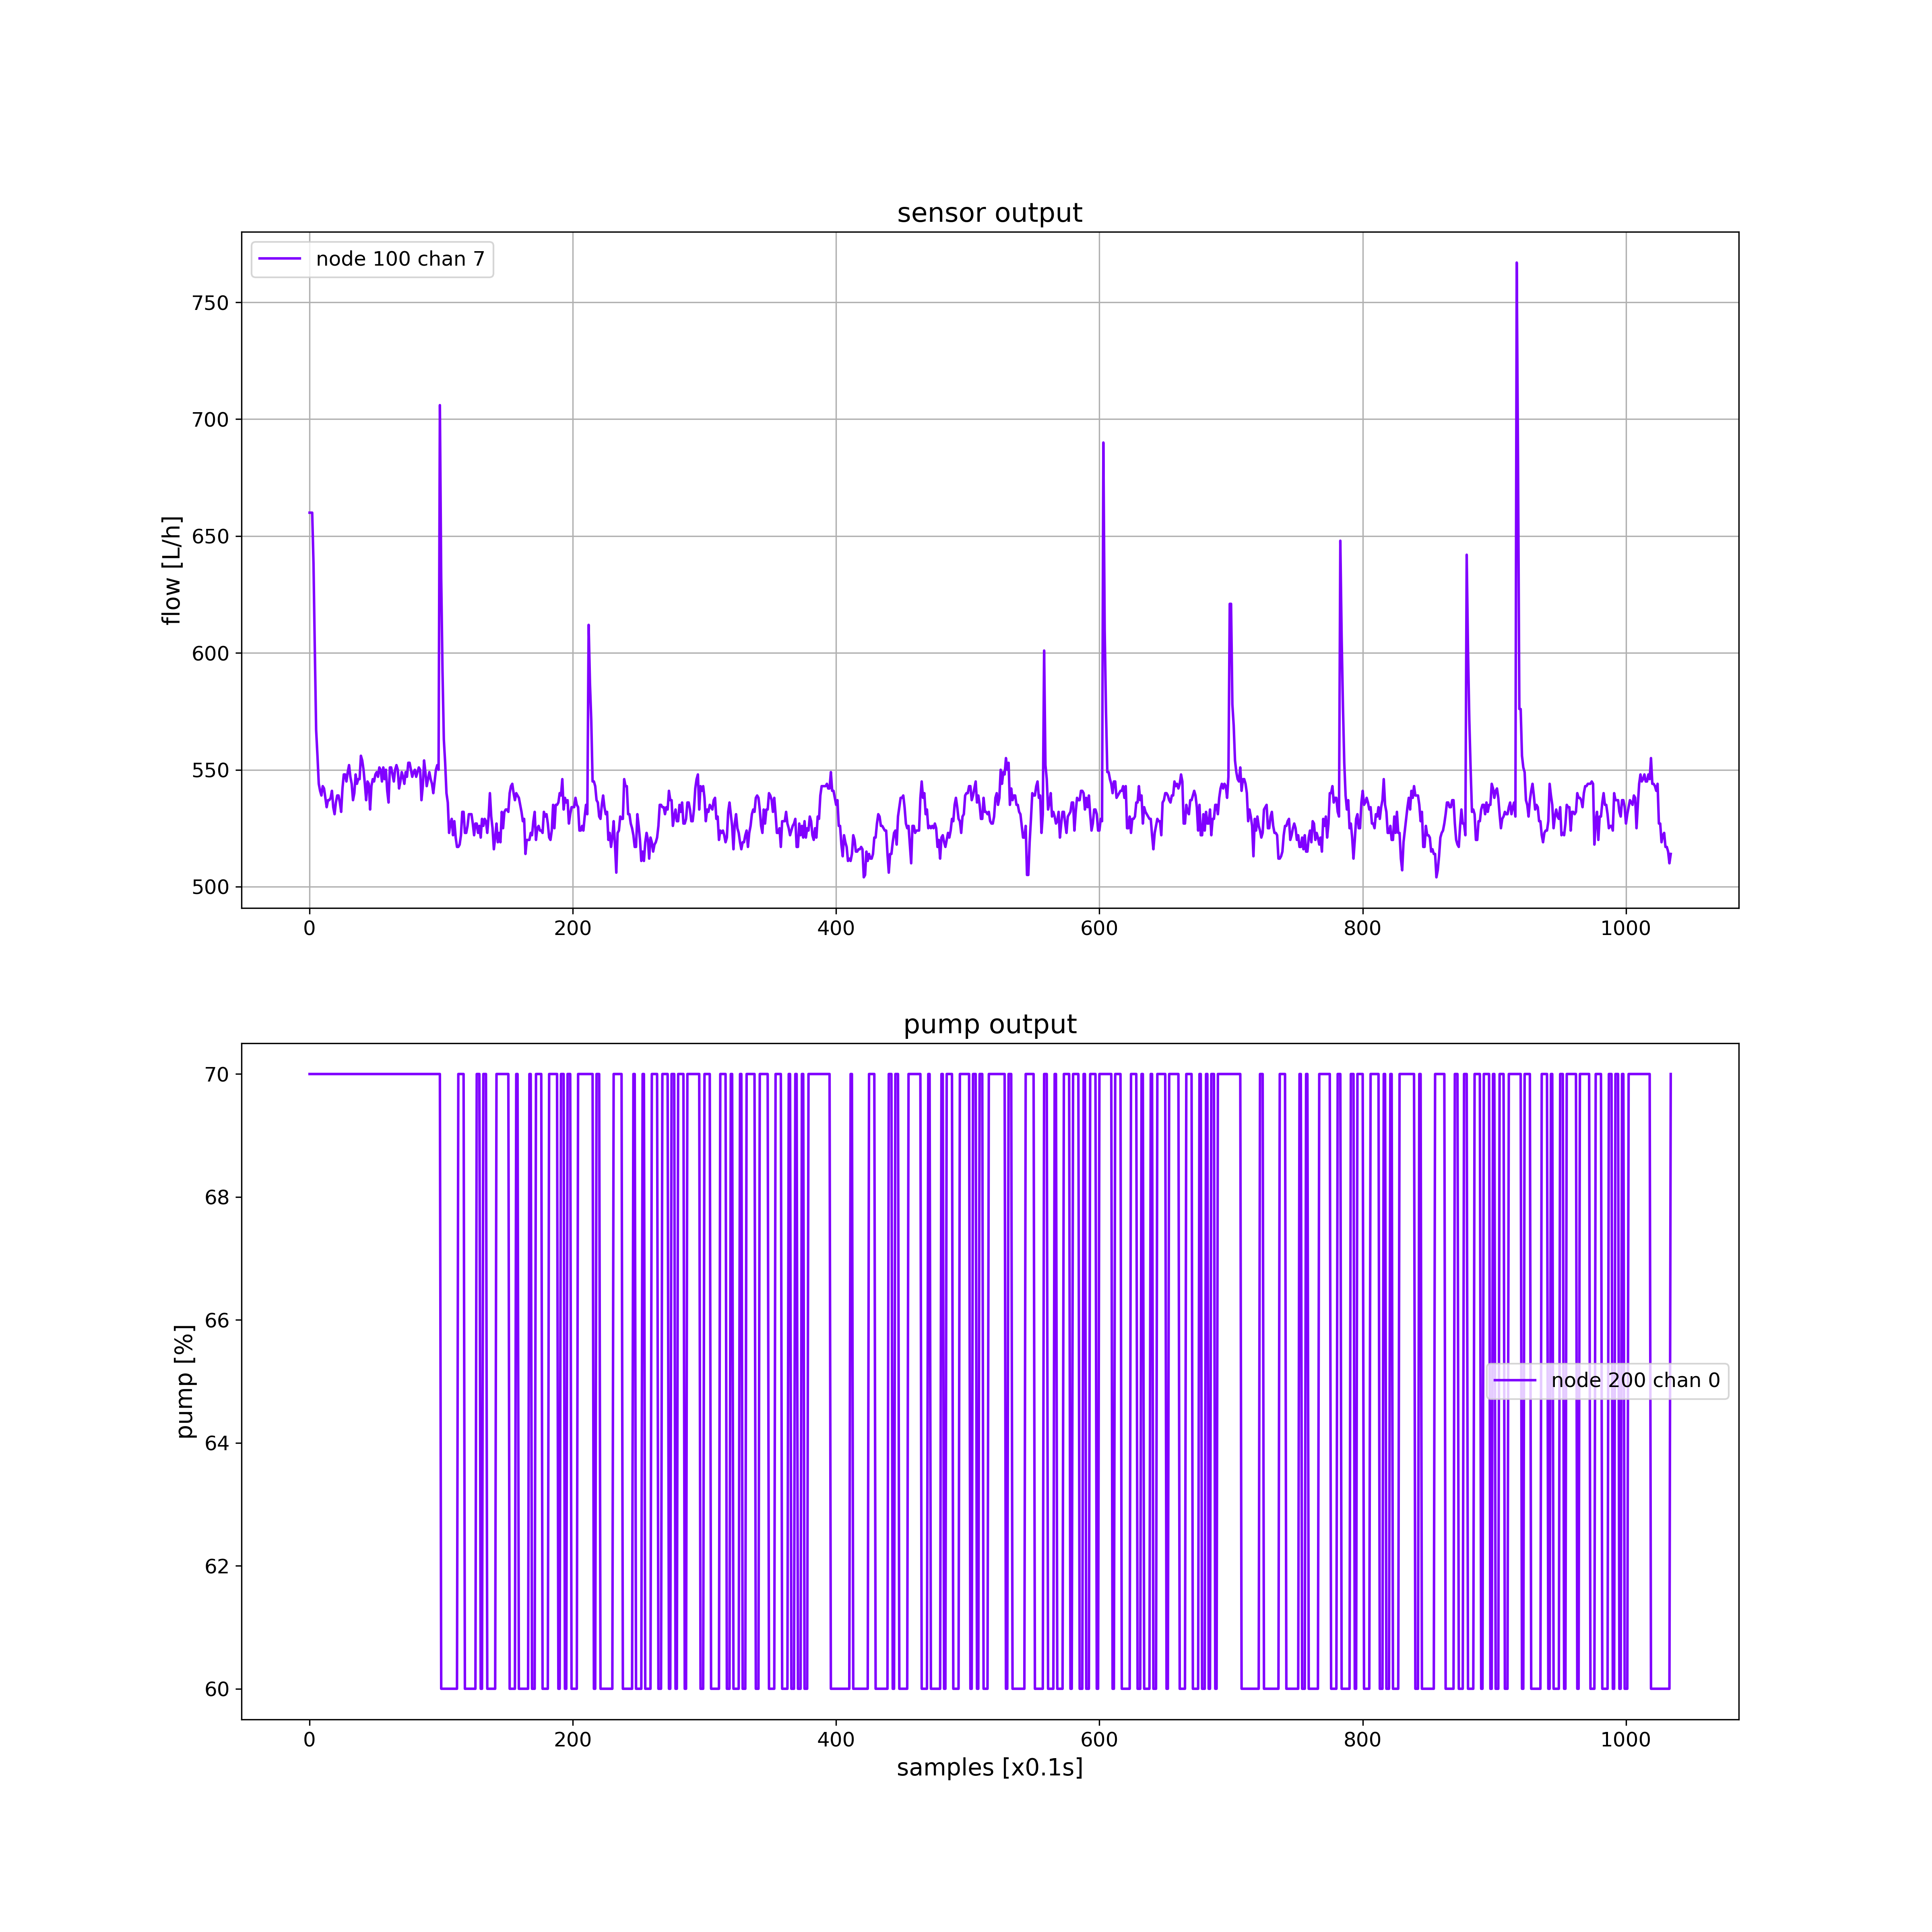 sensor output
node 100 chan 7
flow [L/h]
750
700
650
600
550
500
0 200 400 600 800 1000
pump output
node 200 chan 0
pump [%]
70
68
66
64
62
60
0 200 400 600 800 1000
samples [x0.1s]